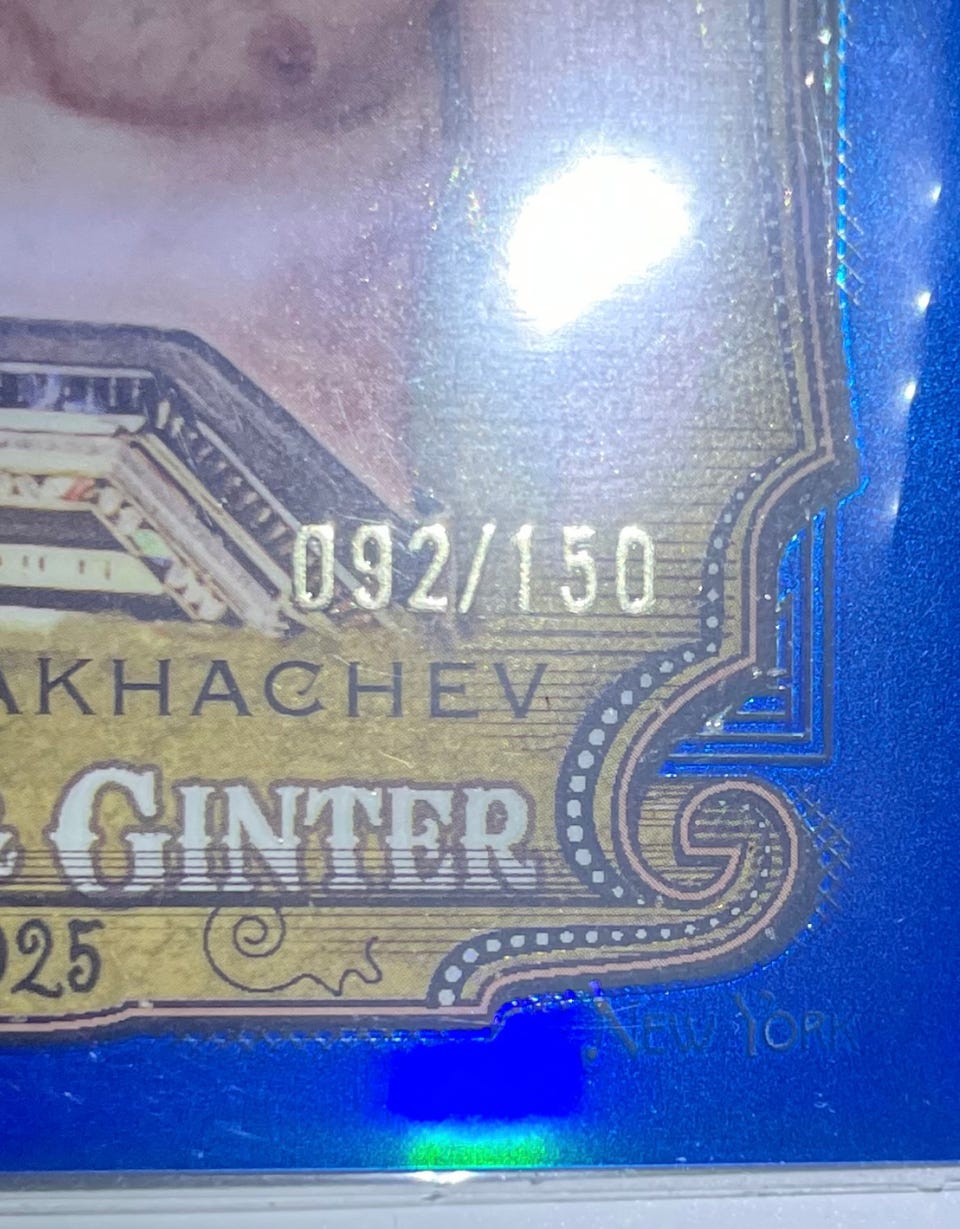 092/150
AKHACHEV
& GINTER
025
NEW YORK